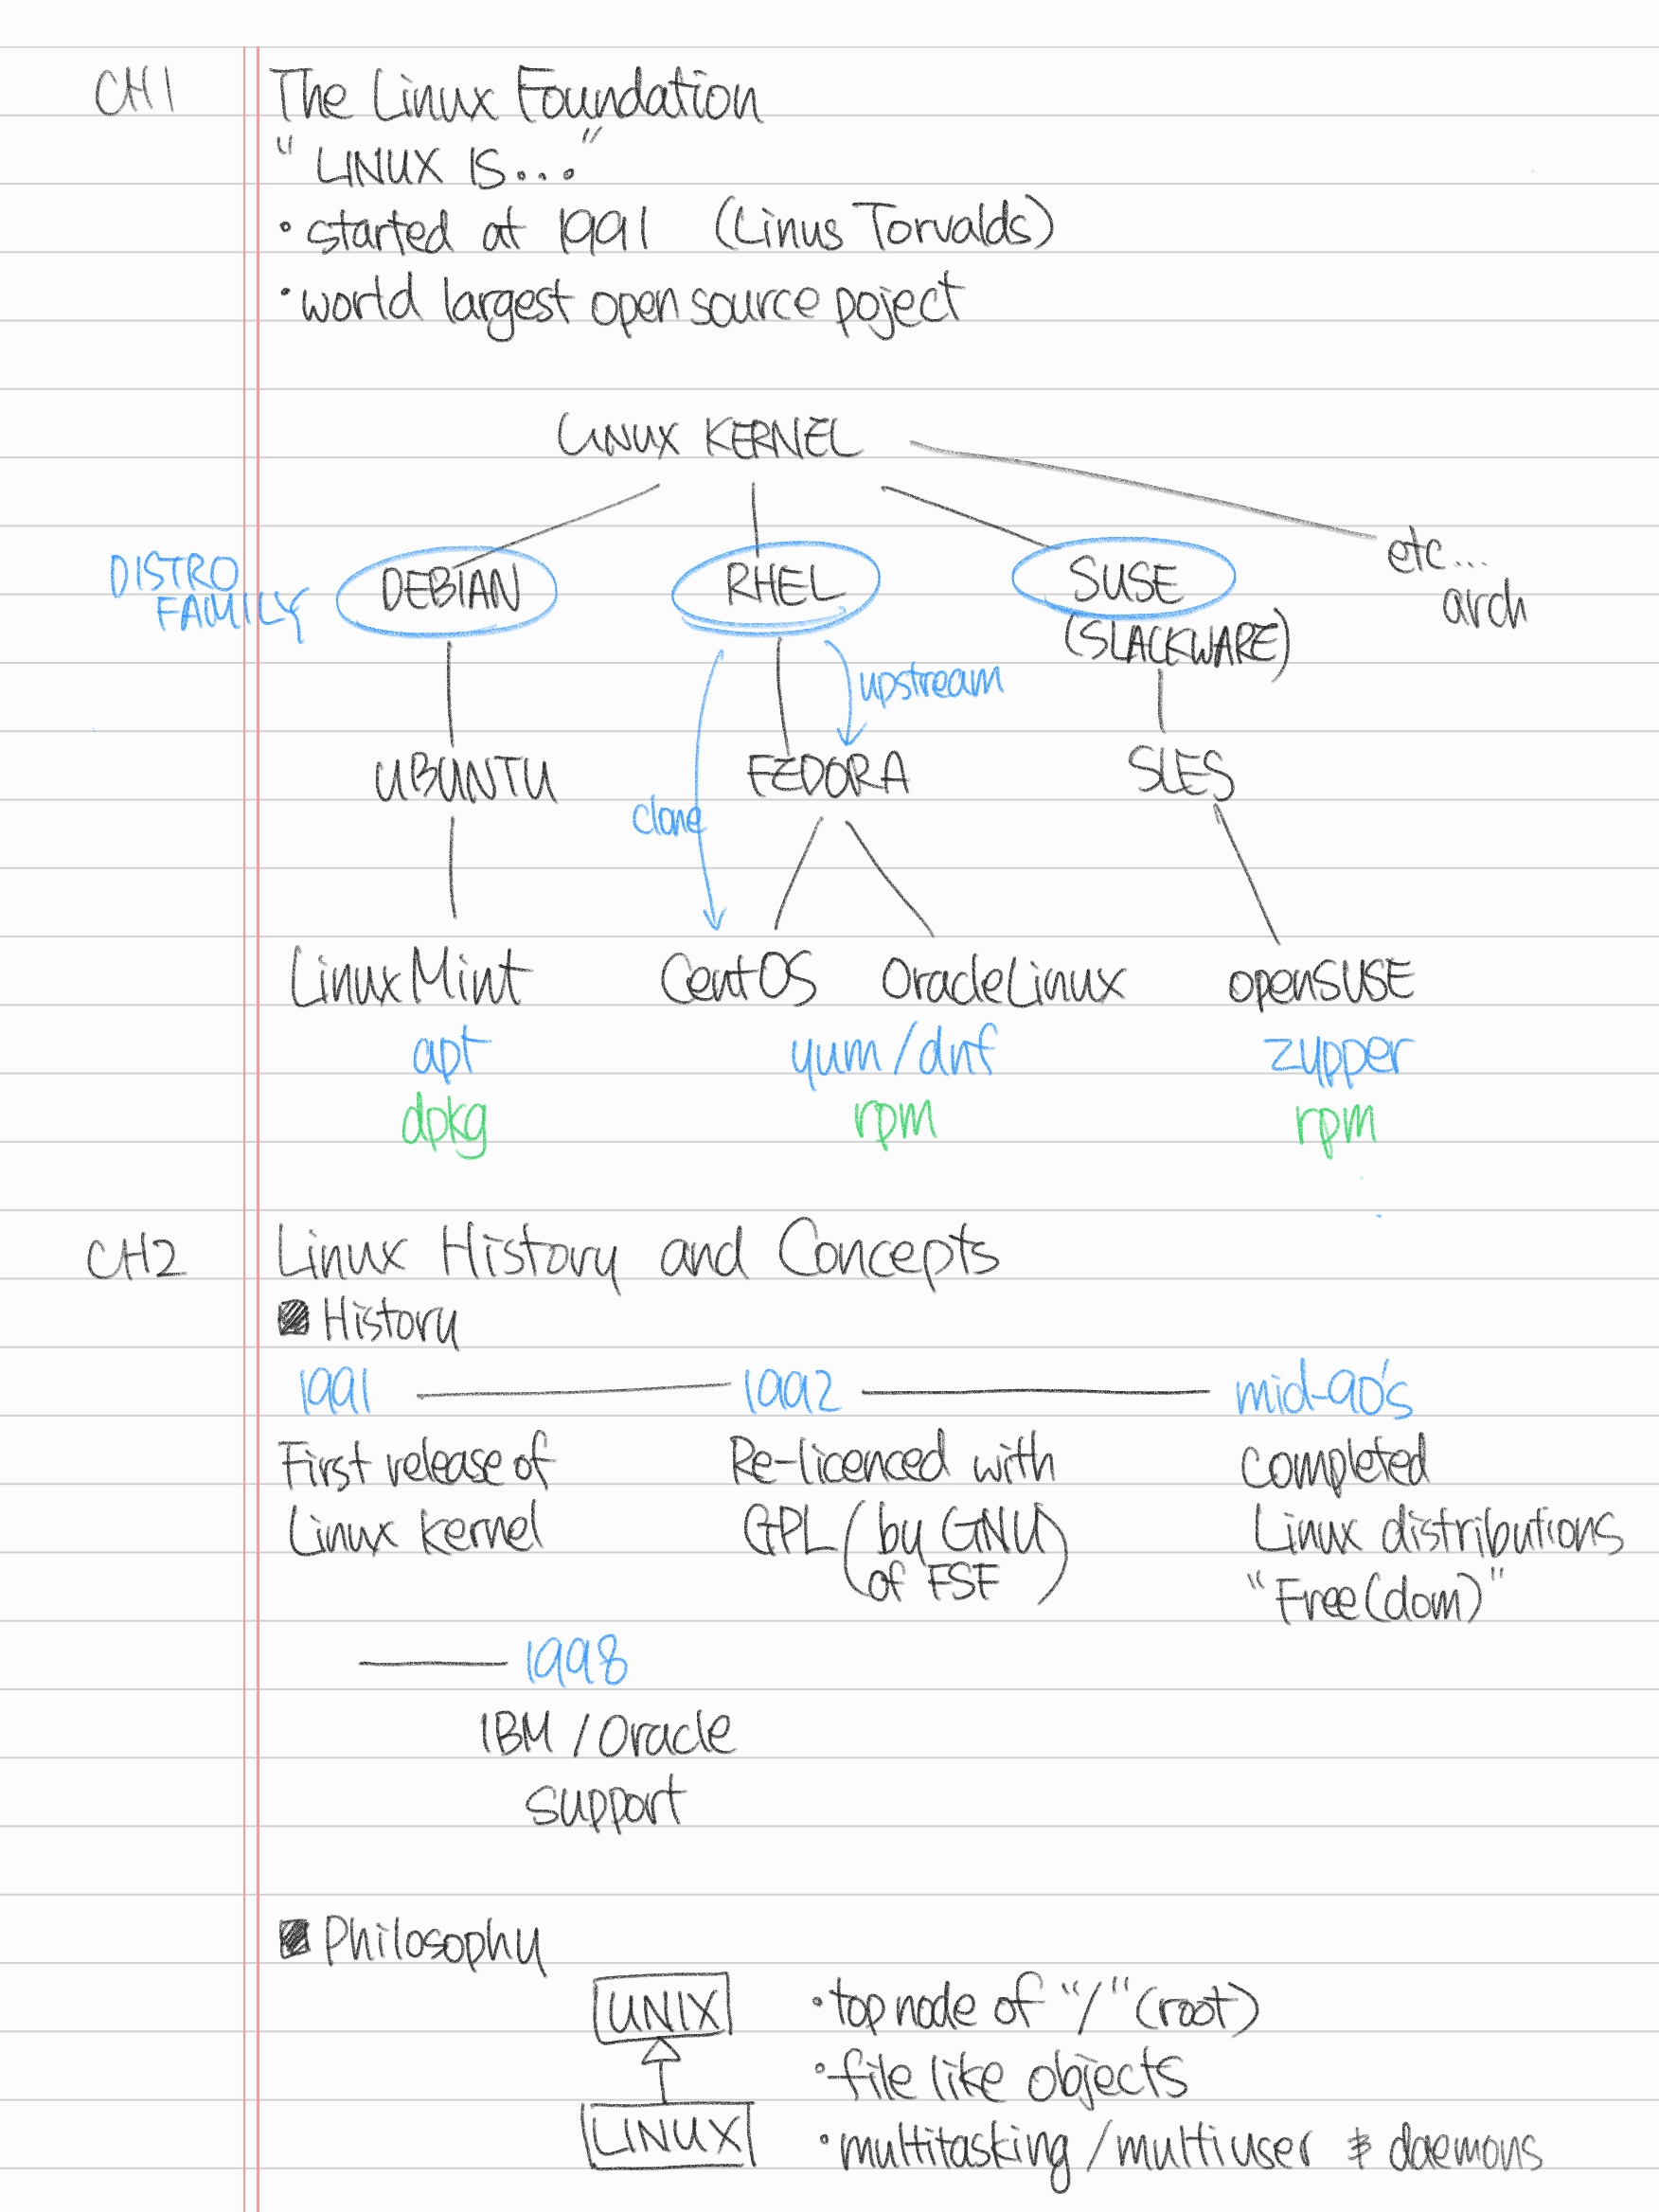 CH1 The Linux Foundation
"LINUX IS..."
• started at 1991 (Linus Torvalds)
• world largest open source poject
LINUX KERNEL
DISTRO FAMILY
DEBIAN RHEL SUSE etc... arch
(SLACKWARE)
upstream
UBUNTU FEDORA SLES
clone
LinuxMint CentOS OracleLinux openSUSE
apt yum/dnf zypper
dpkg rpm rpm
CH2 Linux History and Concepts
History
1991 1992 mid-90's
First release of Re-licenced with completed
Linux kernel GPL (by GNU Linux distributions
of FSF) "Free(dom)"
1998
IBM / Oracle
support
Philosophy
UNIX • top node of "/" (root)
• file like objects
LINUX • multitasking / multiuser & daemons